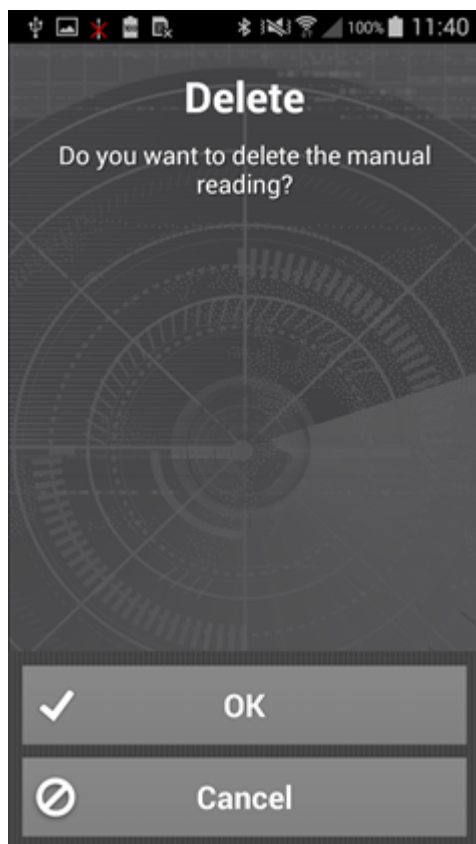 100% 11:40
Delete
Do you want to delete the manual
reading?
OK
Cancel